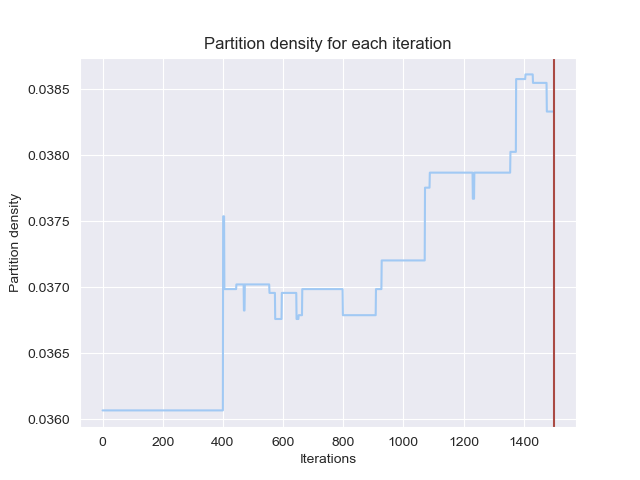 Partition density for each iteration
0.0385
0.0380
0.0375
0.0370
0.0365
0.0360
Partition density
0 200 400 600 800 1000 1200 1400
Iterations